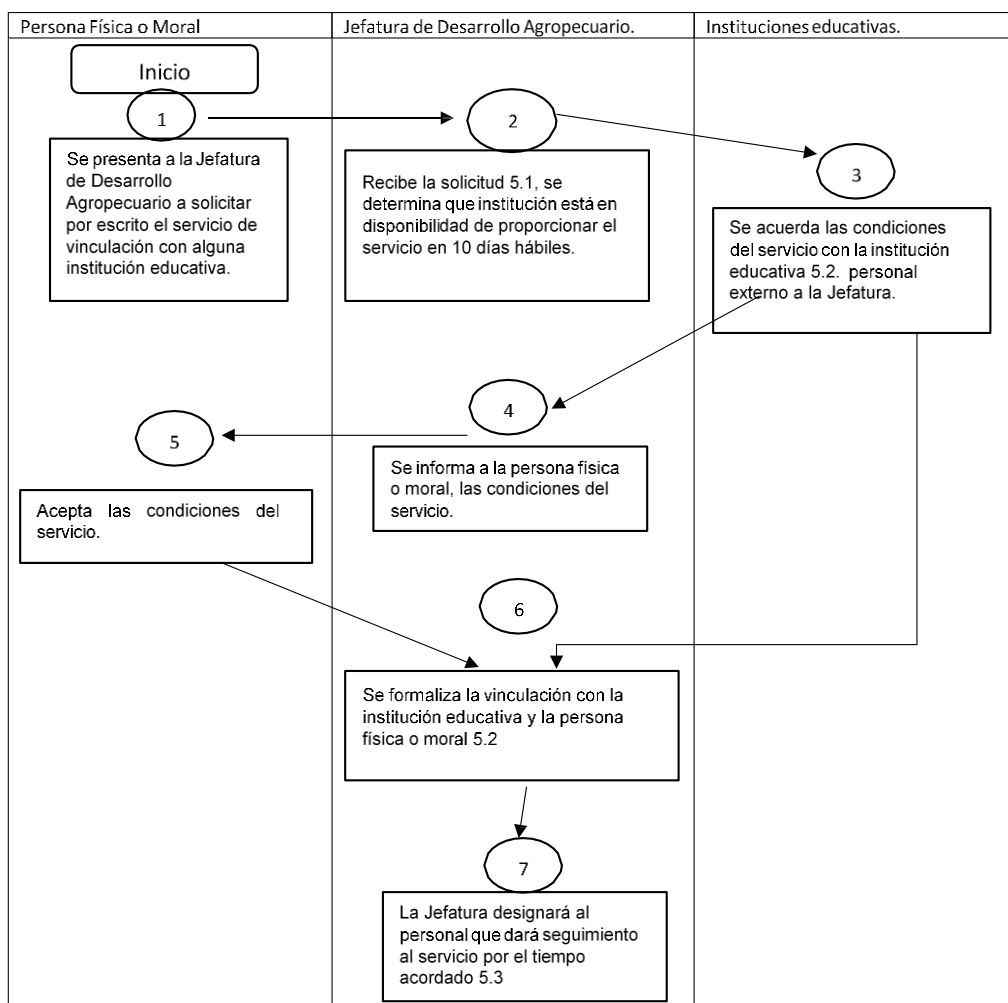 Persona Física o Moral
Jefatura de Desarrollo Agropecuario.
Instituciones educativas.
Inicio
1
Se presenta a la Jefatura
de Desarrollo
Agropecuario a solicitar
por escrito el servicio de
vinculación con alguna
institución educativa.
2
Recibe la solicitud 5.1, se
determina que institución está en
disponibilidad de proporcionar el
servicio en 10 días hábiles.
3
Se acuerda las condiciones
del servicio con la institución
educativa 5.2. personal
externo a la Jefatura.
4
Se informa a la persona física
o moral, las condiciones del
servicio.
5
Acepta las condiciones del
servicio.
6
Se formaliza la vinculación con la
institución educativa y la persona
física o moral 5.2
7
La Jefatura designará al
personal que dará seguimiento
al servicio por el tiempo
acordado 5.3